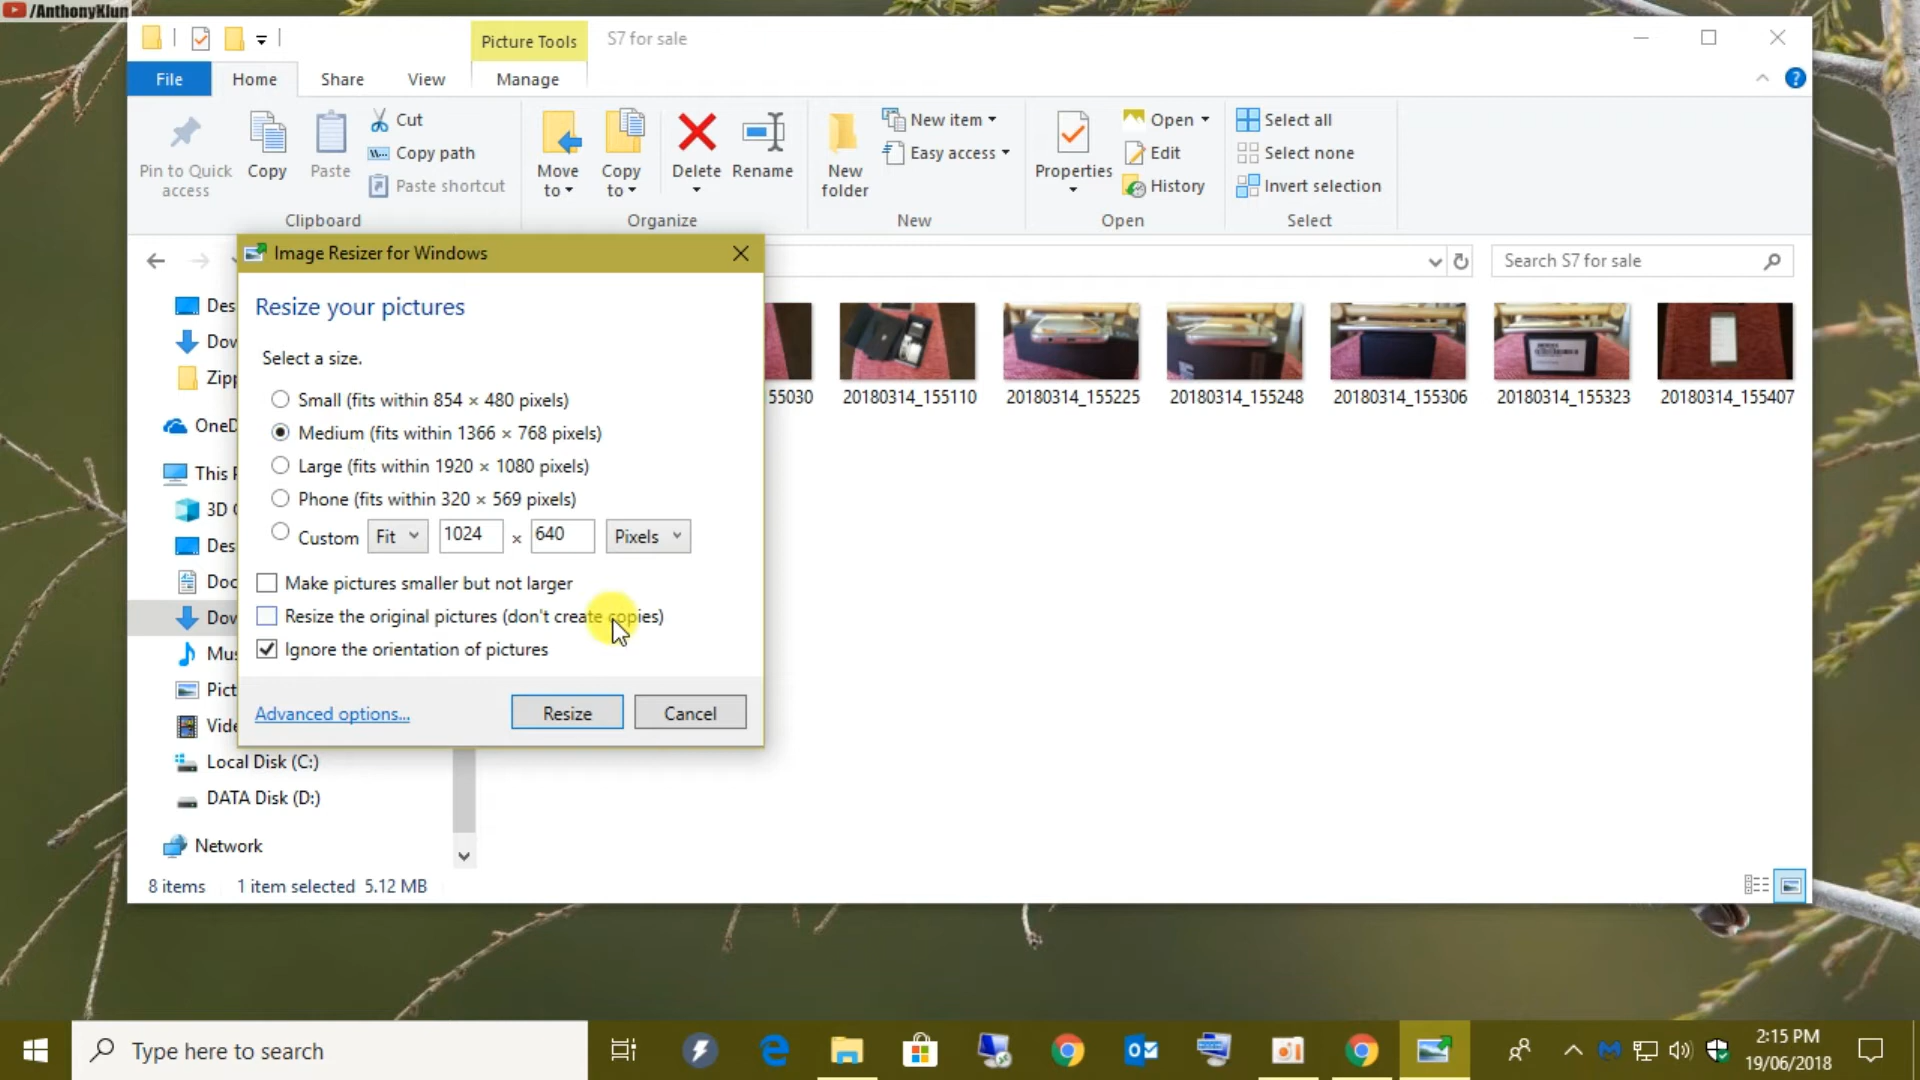 /AnthonyKlun
Picture Tools
S7 for sale
File
Home
Share
View
Manage
Pin to Quick access
Copy
Paste
Cut
Copy path
Paste shortcut
Clipboard
Move to
Copy to
Delete
Rename
Organize
New folder
New item
Easy access
New
Properties
Open
Edit
History
Open
Select all
Select none
Invert selection
Select
Search S7 for sale
Image Resizer for Windows
Resize your pictures
Select a size.
Small (fits within 854 × 480 pixels)
Medium (fits within 1366 × 768 pixels)
Large (fits within 1920 × 1080 pixels)
Phone (fits within 320 × 569 pixels)
Custom Fit 1024 × 640 Pixels
Make pictures smaller but not larger
Resize the original pictures (don't create copies)
Ignore the orientation of pictures
Advanced options...
Resize
Cancel
Des
Dow
Zipp
OneD
This P
3D O
Des
Doc
Dow
Mus
Pict
Vide
Local Disk (C:)
DATA Disk (D:)
Network
55030
20180314_155110
20180314_155225
20180314_155248
20180314_155306
20180314_155323
20180314_155407
8 items
1 item selected 5.12 MB
Type here to search
2:15 PM
19/06/2018